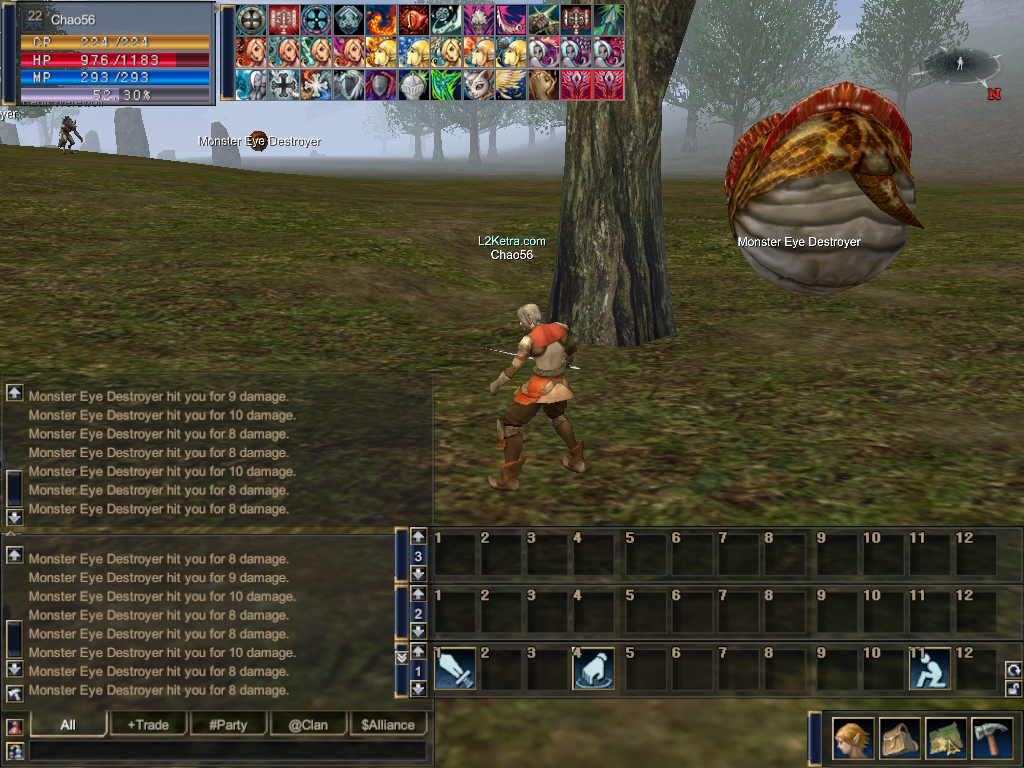 22 Chao56
CP 224/224
HP 976/1183
MP 293/293
52.30%
yer
Monster Eye Destroyer
N
Monster Eye Destroyer
L2Ketra.com
Chao56
Monster Eye Destroyer hit you for 9 damage.
Monster Eye Destroyer hit you for 10 damage.
Monster Eye Destroyer hit you for 8 damage.
Monster Eye Destroyer hit you for 8 damage.
Monster Eye Destroyer hit you for 10 damage.
Monster Eye Destroyer hit you for 8 damage.
Monster Eye Destroyer hit you for 8 damage.
Monster Eye Destroyer hit you for 8 damage.
Monster Eye Destroyer hit you for 9 damage.
Monster Eye Destroyer hit you for 10 damage.
Monster Eye Destroyer hit you for 8 damage.
Monster Eye Destroyer hit you for 8 damage.
Monster Eye Destroyer hit you for 10 damage.
Monster Eye Destroyer hit you for 8 damage.
Monster Eye Destroyer hit you for 8 damage.
All +Trade #Party @Clan $Alliance
3 1 2 3 4 5 6 7 8 9 10 11 12
2 1 2 3 4 5 6 7 8 9 10 11 12
1 1 2 3 4 5 6 7 8 9 10 11 12